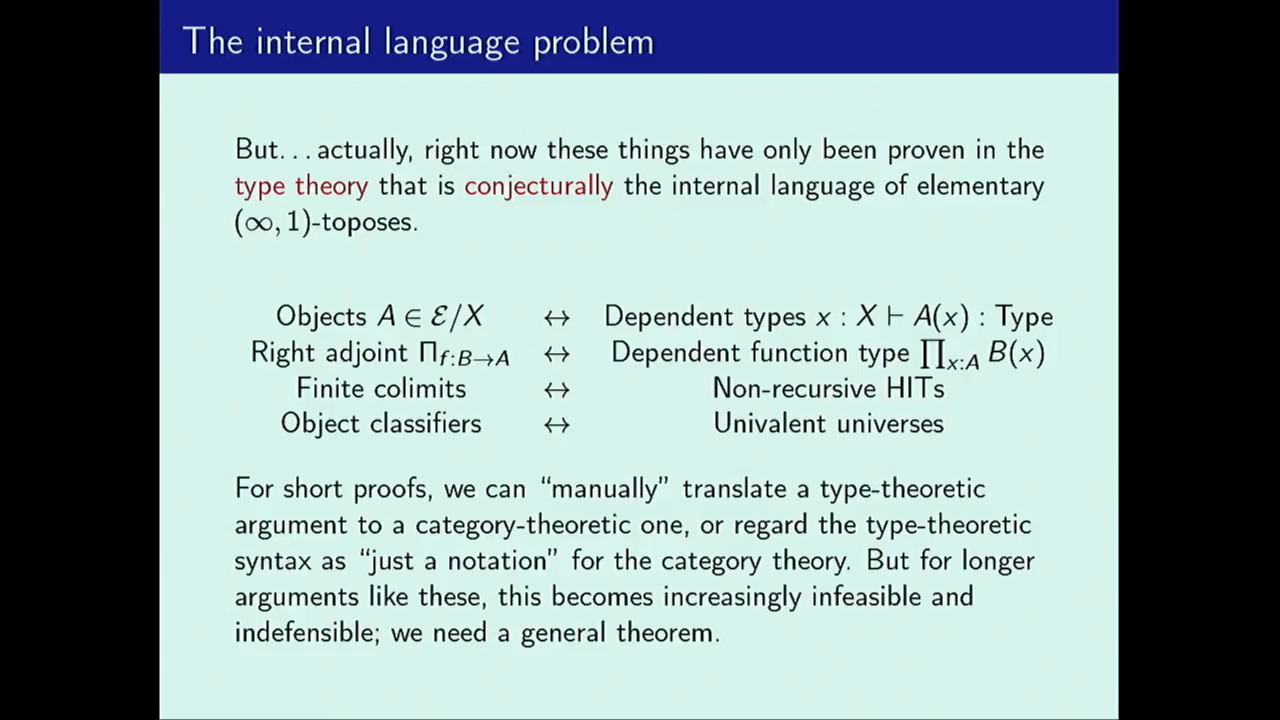 The internal language problem
But. . . actually, right now these things have only been proven in the
type theory that is conjecturally the internal language of elementary
(∞, 1)-toposes.
Objects A ∈ ℰ/X ↔ Dependent types x : X ⊢ A(x) : Type
Right adjoint Π_{f:B→A} ↔ Dependent function type ∏_{x:A} B(x)
Finite colimits ↔ Non-recursive HITs
Object classifiers ↔ Univalent universes
For short proofs, we can “manually” translate a type-theoretic
argument to a category-theoretic one, or regard the type-theoretic
syntax as “just a notation” for the category theory. But for longer
arguments like these, this becomes increasingly infeasible and
indefensible; we need a general theorem.